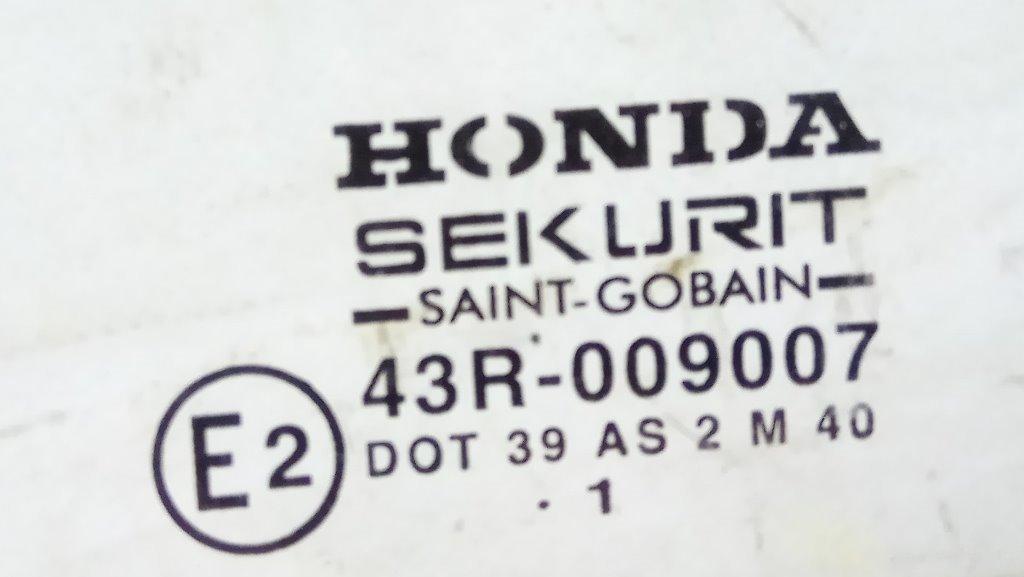 HONDA
SEKURIT
SAINT-GOBAIN
43R-009007
E2
DOT 39 AS 2 M 40
. 1